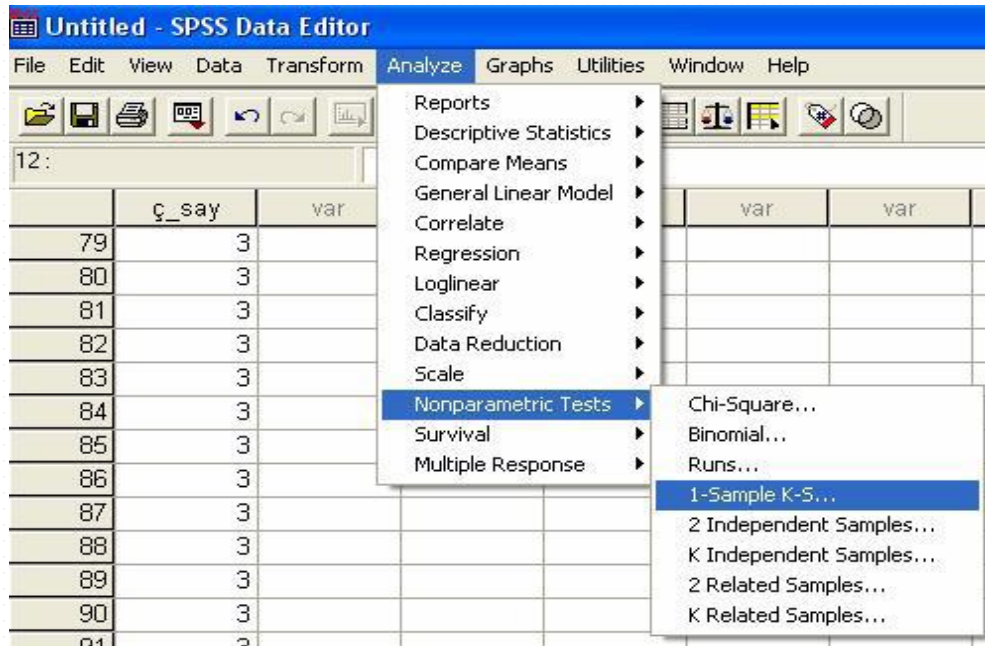 Untitled - SPSS Data Editor
File Edit View Data Transform Analyze Graphs Utilities Window Help
12 :
ç_say var var var
79 3
80 3
81 3
82 3
83 3
84 3
85 3
86 3
87 3
88 3
89 3
90 3
91 3
Reports
Descriptive Statistics
Compare Means
General Linear Model
Correlate
Regression
Loglinear
Classify
Data Reduction
Scale
Nonparametric Tests
Survival
Multiple Response
Chi-Square...
Binomial...
Runs...
1-Sample K-S...
2 Independent Samples...
K Independent Samples...
2 Related Samples...
K Related Samples...